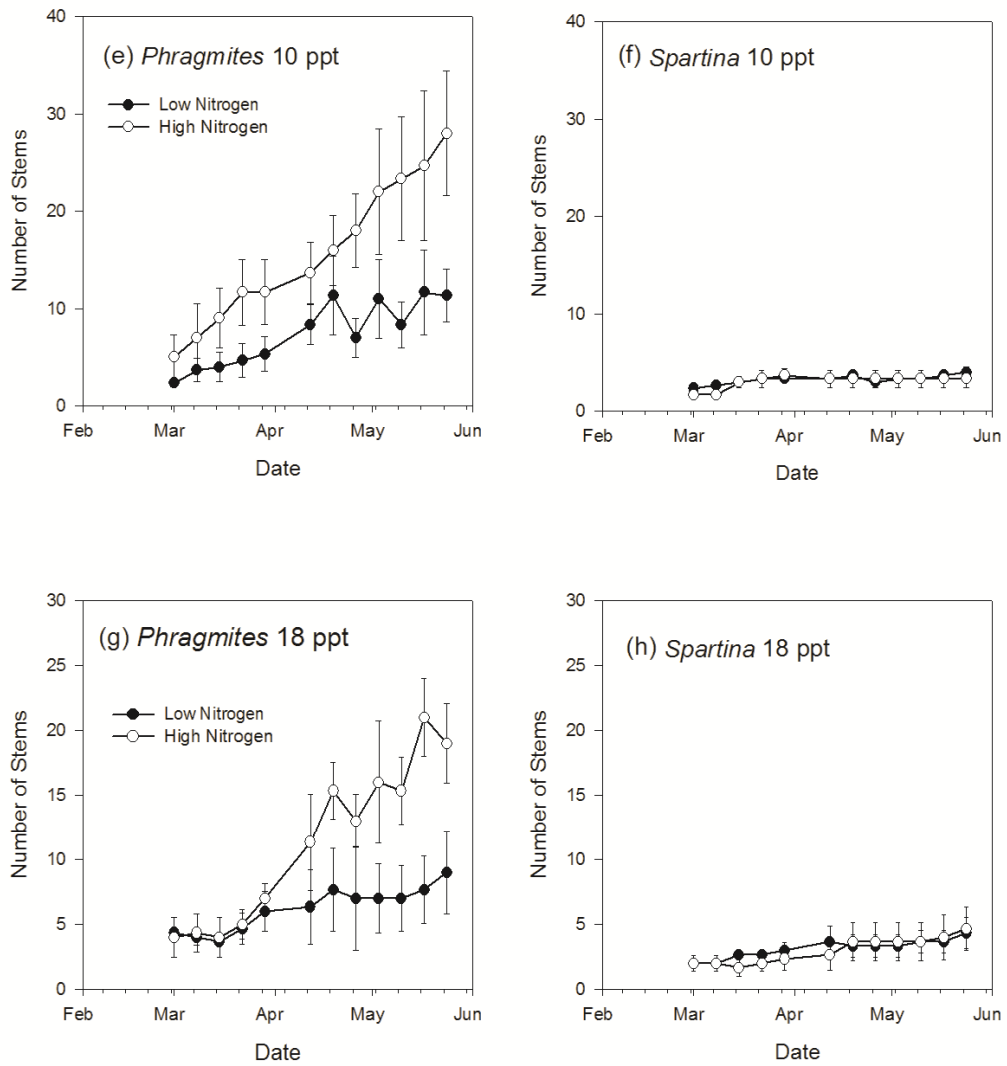 (e) Phragmites 10 ppt
Low Nitrogen
High Nitrogen
Number of Stems
40
30
20
10
0
Feb Mar Apr May Jun
Date
(f) Spartina 10 ppt
Number of Stems
40
30
20
10
0
Feb Mar Apr May Jun
Date
(g) Phragmites 18 ppt
Low Nitrogen
High Nitrogen
Number of Stems
30
25
20
15
10
5
0
Feb Mar Apr May Jun
Date
(h) Spartina 18 ppt
Number of Stems
30
25
20
15
10
5
0
Feb Mar Apr May Jun
Date